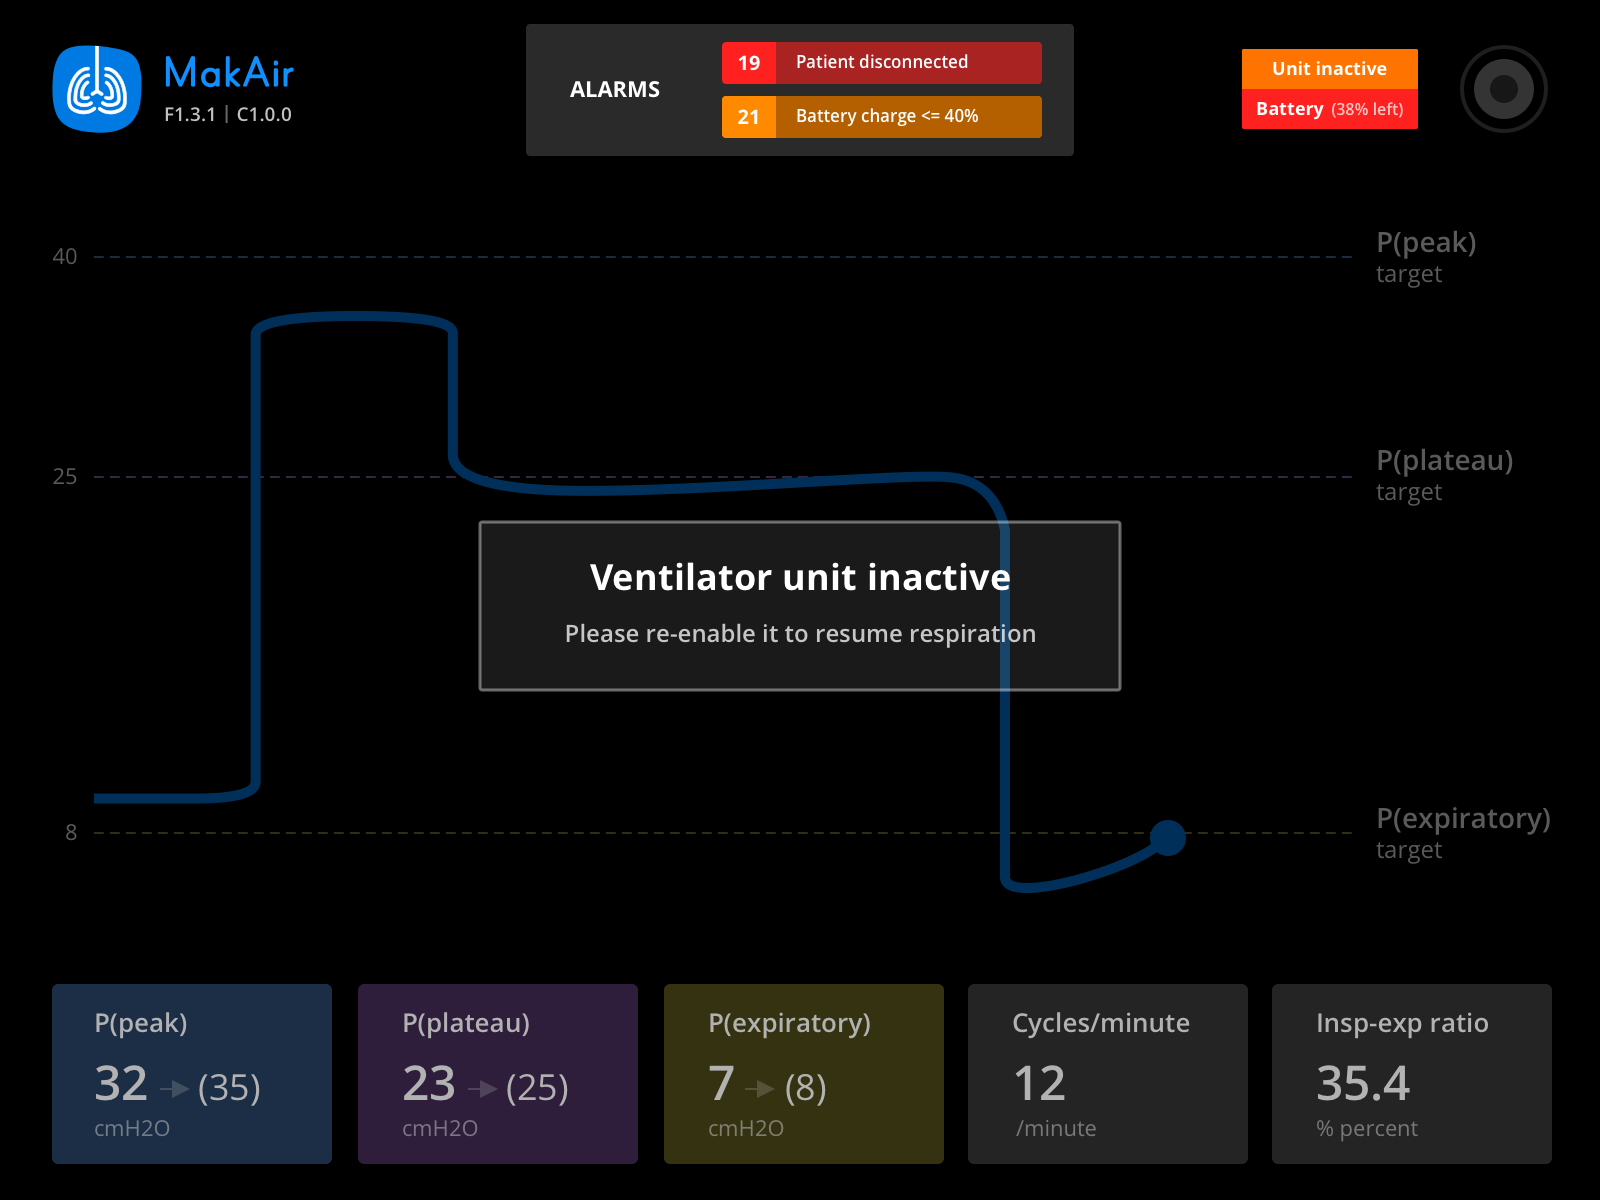 MakAir
F1.3.1 | C1.0.0
ALARMS
19 Patient disconnected
21 Battery charge <= 40%
Unit inactive
Battery (38% left)
40
P(peak)
target
25
P(plateau)
target
Ventilator unit inactive
Please re-enable it to resume respiration
8
P(expiratory)
target
P(peak)
32 (35)
cmH2O
P(plateau)
23 (25)
cmH2O
P(expiratory)
7 (8)
cmH2O
Cycles/minute
12
/minute
Insp-exp ratio
35.4
% percent